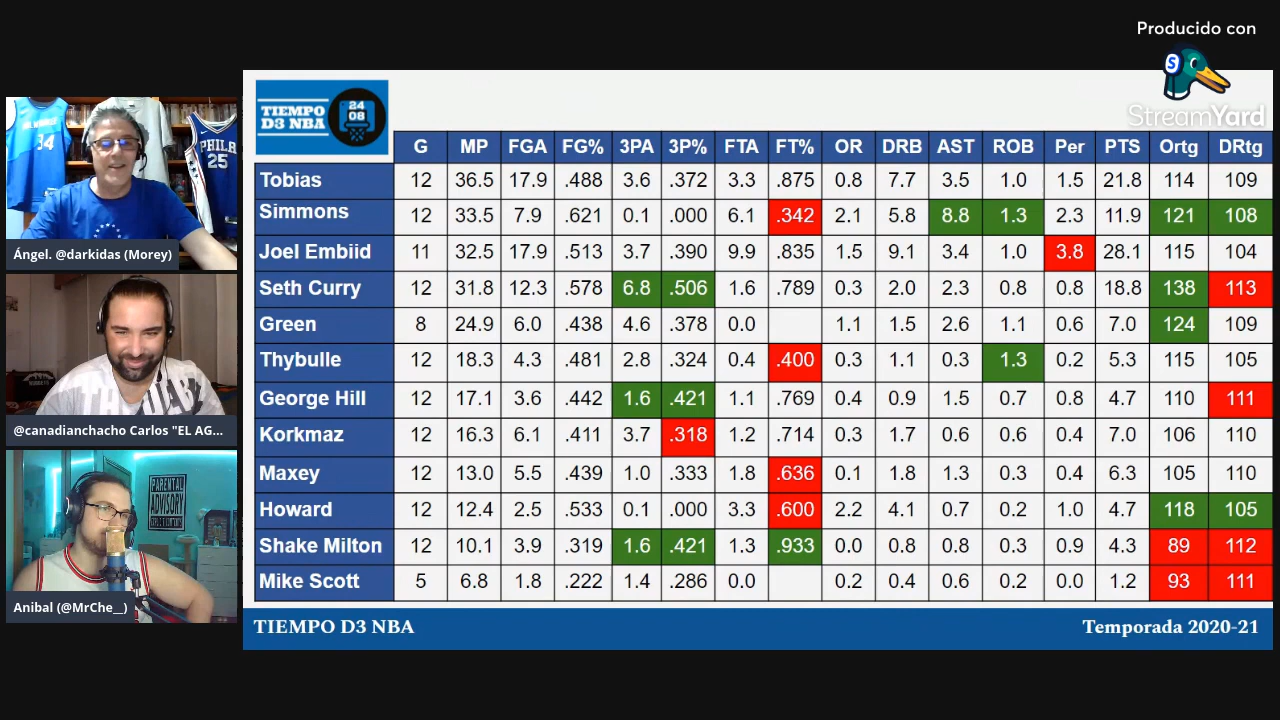 Producido con
StreamYard
TIEMPO D3 NBA
24
08
G MP FGA FG% 3PA 3P% FTA FT% OR DRB AST ROB Per PTS Ortg DRtg
Tobias 12 36.5 17.9 .488 3.6 .372 3.3 .875 0.8 7.7 3.5 1.0 1.5 21.8 114 109
Simmons 12 33.5 7.9 .621 0.1 .000 6.1 .342 2.1 5.8 8.8 1.3 2.3 11.9 121 108
Joel Embiid 11 32.5 17.9 .513 3.7 .390 9.9 .835 1.5 9.1 3.4 1.0 3.8 28.1 115 104
Seth Curry 12 31.8 12.3 .578 6.8 .506 1.6 .789 0.3 2.0 2.3 0.8 0.8 18.8 138 113
Green 8 24.9 6.0 .438 4.6 .378 0.0 1.1 1.5 2.6 1.1 0.6 7.0 124 109
Thybulle 12 18.3 4.3 .481 2.8 .324 0.4 .400 0.3 1.1 0.3 1.3 0.2 5.3 115 105
George Hill 12 17.1 3.6 .442 1.6 .421 1.1 .769 0.4 0.9 1.5 0.7 0.8 4.7 110 111
Korkmaz 12 16.3 6.1 .411 3.7 .318 1.2 .714 0.3 1.7 0.6 0.6 0.4 7.0 106 110
Maxey 12 13.0 5.5 .439 1.0 .333 1.8 .636 0.1 1.8 1.3 0.3 0.4 6.3 105 110
Howard 12 12.4 2.5 .533 0.1 .000 3.3 .600 2.2 4.1 0.7 0.2 1.0 4.7 118 105
Shake Milton 12 10.1 3.9 .319 1.6 .421 1.3 .933 0.0 0.8 0.8 0.3 0.9 4.3 89 112
Mike Scott 5 6.8 1.8 .222 1.4 .286 0.0 0.2 0.4 0.6 0.2 0.0 1.2 93 111
TIEMPO D3 NBA
Temporada 2020-21
34
PHILA
25
Ángel. @darkidas (Morey)
@canadianchacho Carlos "EL AG...
PARENTAL
ADVISORY
Anibal (@MrChe__)